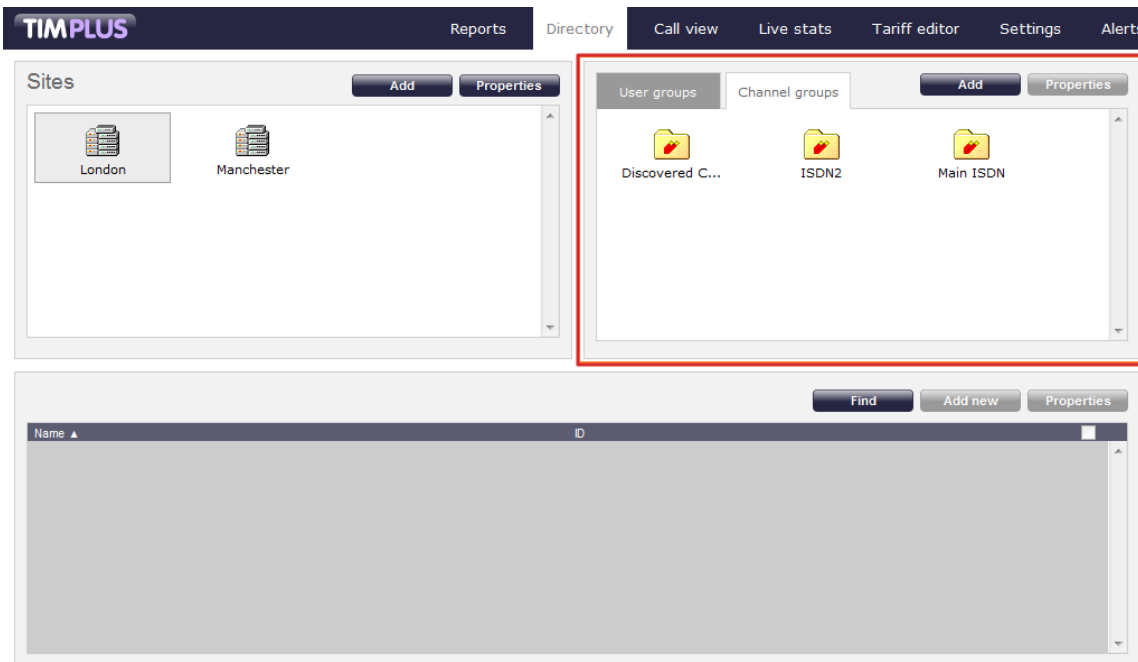 TIMPLUS Reports Directory Call view Live stats Tariff editor Settings Alerts
Sites Add Properties
London Manchester
User groups Channel groups Add Properties
Discovered C... ISDN2 Main ISDN
Find Add new Properties
Name ▲ ID